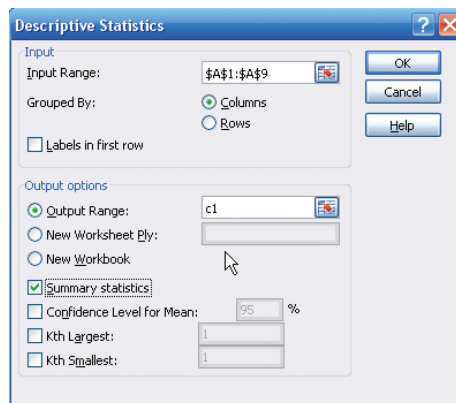 Descriptive Statistics
Input
Input Range: $A$1:$A$9
Grouped By: Columns
Rows
Labels in first row
OK
Cancel
Help
Output options
Output Range: c1
New Worksheet Ply:
New Workbook
Summary statistics
Confidence Level for Mean: 95 %
Kth Largest: 1
Kth Smallest: 1